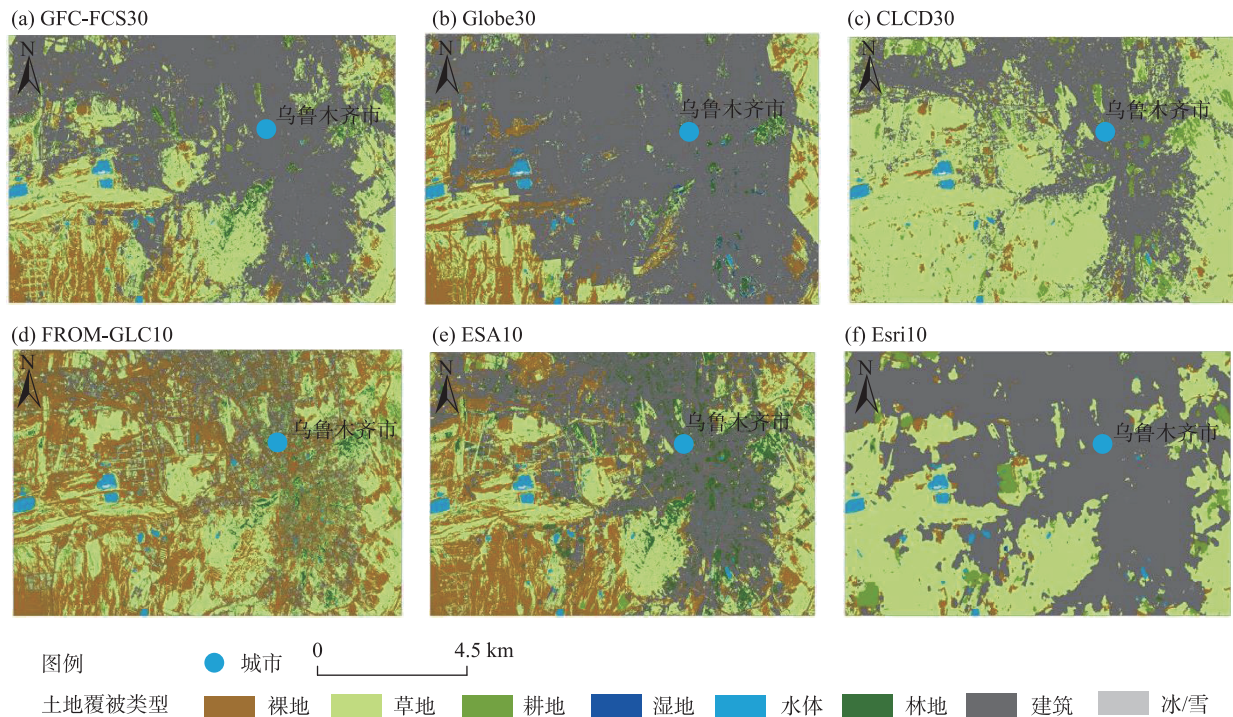 (a) GFC-FCS30
(b) Globe30
(c) CLCD30
N
乌鲁木齐市
N
乌鲁木齐市
N
乌鲁木齐市
(d) FROM-GLC10
(e) ESA10
(f) Esri10
N
乌鲁木齐市
N
乌鲁木齐市
N
乌鲁木齐市
图例 城市 0 4.5 km
土地覆被类型 裸地 草地 耕地 湿地 水体 林地 建筑 冰/雪